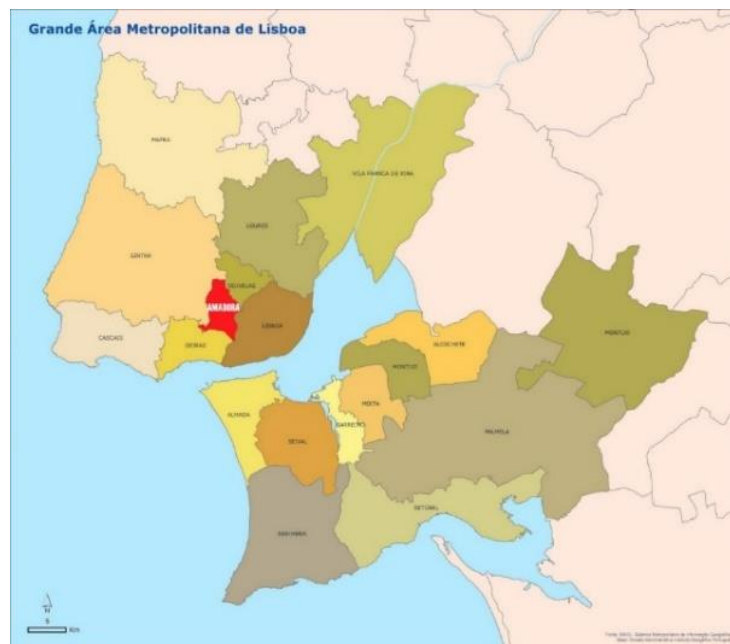 Grande Área Metropolitana de Lisboa
MAFRA
VILA FRANCA DE XIRA
LOURES
SINTRA
ODIVELAS
AMADORA
LISBOA
CASCAIS
OEIRAS
MONTIJO
ALCOCHETE
MONTIJO
MOITA
ALMADA
BARREIRO
SEIXAL
PALMELA
SETÚBAL
SESIMBRA
N
5
Km